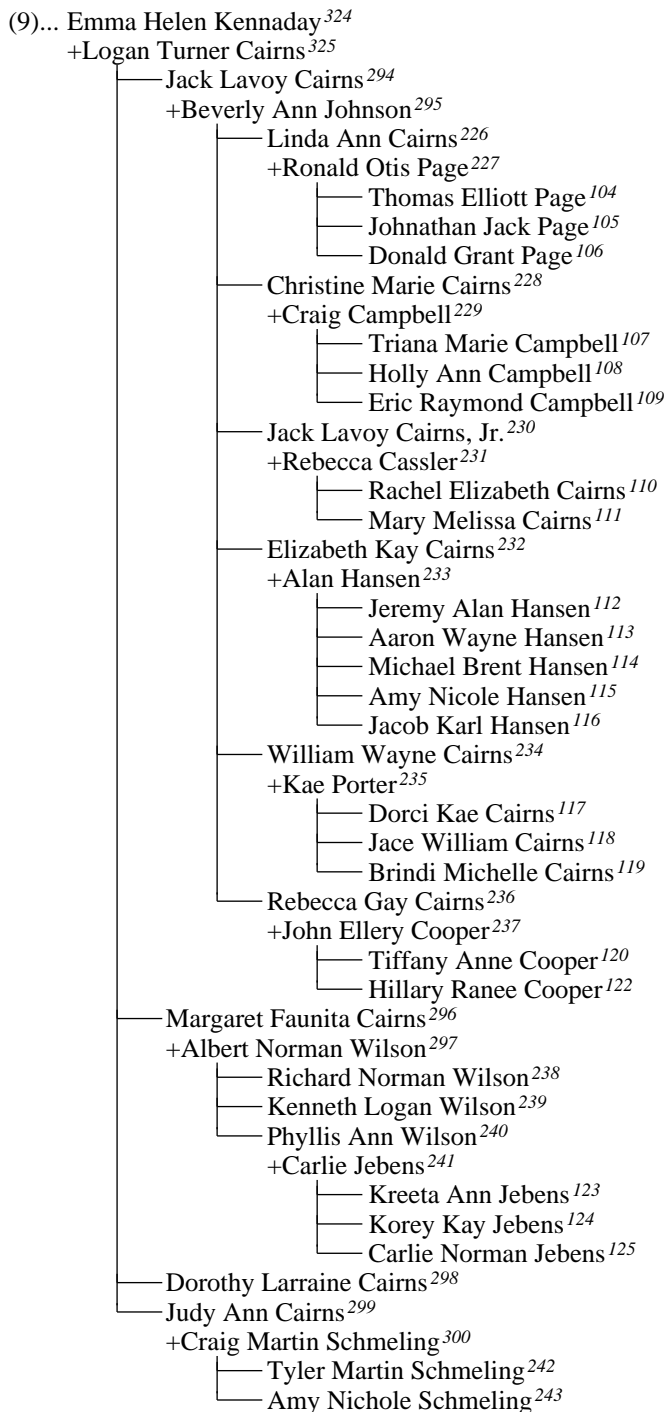 (9)... Emma Helen Kennaday324
+Logan Turner Cairns325
Jack Lavoy Cairns294
+Beverly Ann Johnson295
Linda Ann Cairns226
+Ronald Otis Page227
Thomas Elliott Page104
Johnathan Jack Page105
Donald Grant Page106
Christine Marie Cairns228
+Craig Campbell229
Triana Marie Campbell107
Holly Ann Campbell108
Eric Raymond Campbell109
Jack Lavoy Cairns, Jr.230
+Rebecca Cassler231
Rachel Elizabeth Cairns110
Mary Melissa Cairns111
Elizabeth Kay Cairns232
+Alan Hansen233
Jeremy Alan Hansen112
Aaron Wayne Hansen113
Michael Brent Hansen114
Amy Nicole Hansen115
Jacob Karl Hansen116
William Wayne Cairns234
+Kae Porter235
Dorci Kae Cairns117
Jace William Cairns118
Brindi Michelle Cairns119
Rebecca Gay Cairns236
+John Ellery Cooper237
Tiffany Anne Cooper120
Hillary Ranee Cooper122
Margaret Faunita Cairns296
+Albert Norman Wilson297
Richard Norman Wilson238
Kenneth Logan Wilson239
Phyllis Ann Wilson240
+Carlie Jebens241
Kreeta Ann Jebens123
Korey Kay Jebens124
Carlie Norman Jebens125
Dorothy Larraine Cairns298
Judy Ann Cairns299
+Craig Martin Schmeling300
Tyler Martin Schmeling242
Amy Nichole Schmeling243